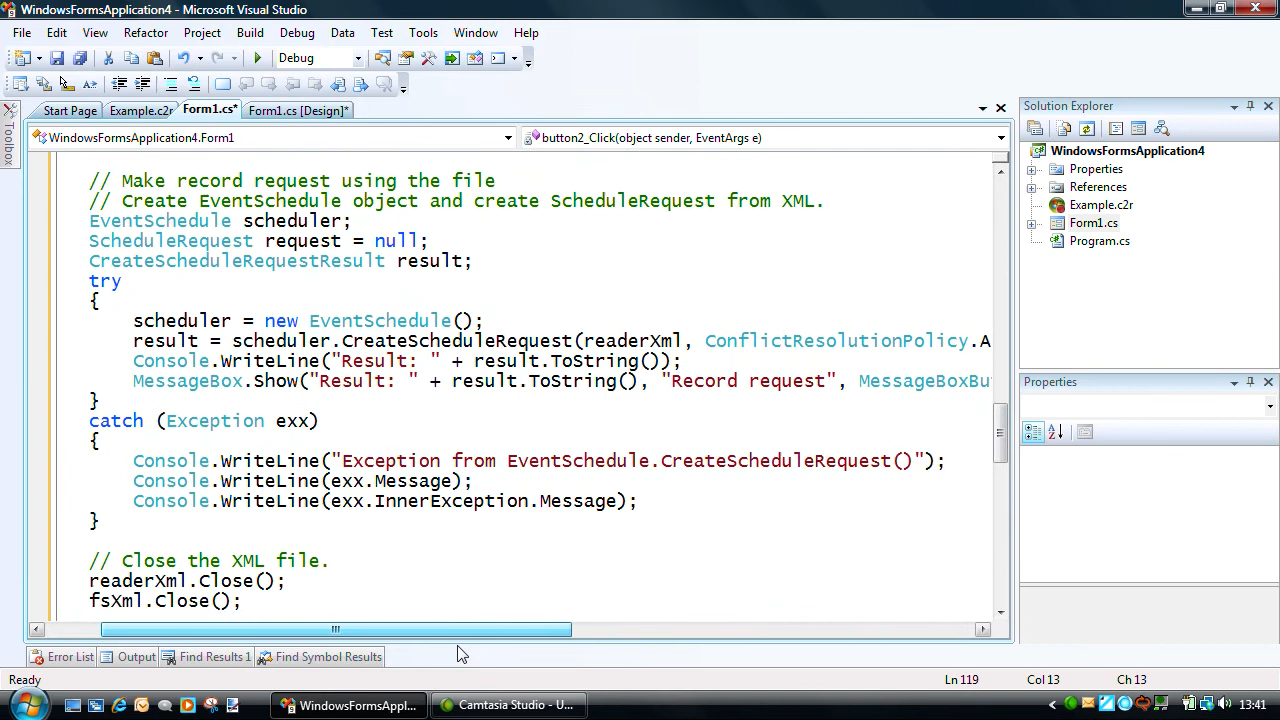 WindowsFormsApplication4 - Microsoft Visual Studio
File Edit View Refactor Project Build Debug Data Test Tools Window Help
Debug
Start Page Example.c2r Form1.cs* Form1.cs [Design]*
WindowsFormsApplication4.Form1 button2_Click(object sender, EventArgs e)
// Make record request using the file
// Create EventSchedule object and create ScheduleRequest from XML.
EventSchedule scheduler;
ScheduleRequest request = null;
CreateScheduleRequestResult result;
try
{
scheduler = new EventSchedule();
result = scheduler.CreateScheduleRequest(readerXml, ConflictResolutionPolicy.A
Console.WriteLine("Result: " + result.ToString());
MessageBox.Show("Result: " + result.ToString(), "Record request", MessageBoxBu
}
catch (Exception exx)
{
Console.WriteLine("Exception from EventSchedule.CreateScheduleRequest()");
Console.WriteLine(exx.Message);
Console.WriteLine(exx.InnerException.Message);
}
// Close the XML file.
readerXml.Close();
fsXml.Close();
Toolbox
Solution Explorer
WindowsFormsApplication4
Properties
References
Example.c2r
Form1.cs
Program.cs
Properties
Error List Output Find Results 1 Find Symbol Results
Ready Ln 119 Col 13 Ch 13
WindowsFormsAppl... Camtasia Studio - U... 13:41